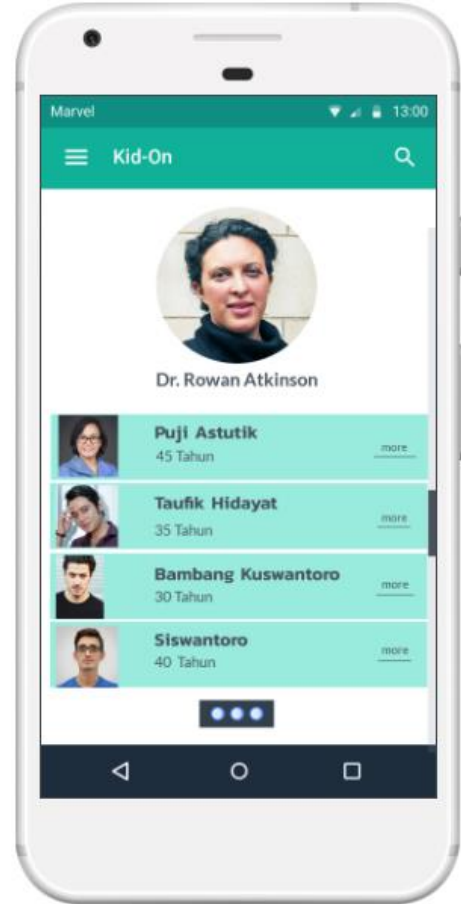 Marvel 13:00
Kid-On
Dr. Rowan Atkinson
Puji Astutik
45 Tahun
more
Taufik Hidayat
35 Tahun
more
Bambang Kuswantoro
30 Tahun
more
Siswantoro
40 Tahun
more